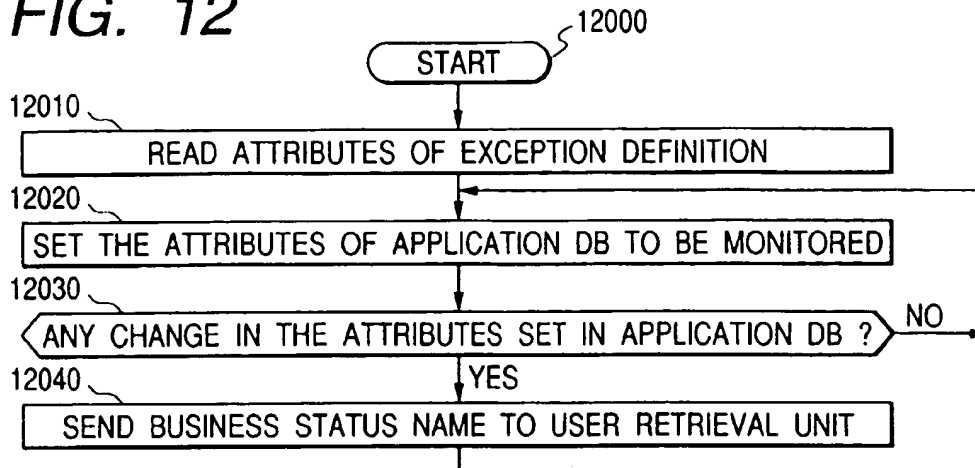 FIG. 12
12000
START
12010
READ ATTRIBUTES OF EXCEPTION DEFINITION
12020
SET THE ATTRIBUTES OF APPLICATION DB TO BE MONITORED
12030
ANY CHANGE IN THE ATTRIBUTES SET IN APPLICATION DB ?
NO
YES
12040
SEND BUSINESS STATUS NAME TO USER RETRIEVAL UNIT